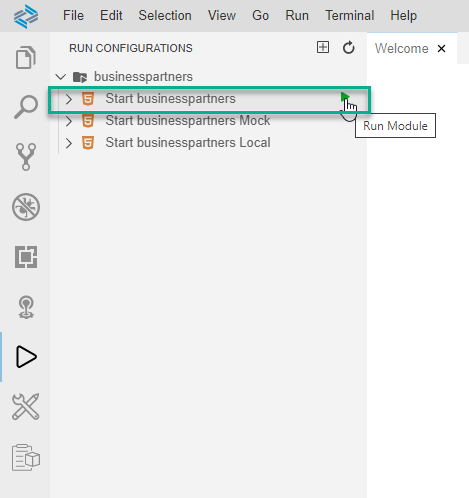 File Edit Selection View Go Run Terminal Help
RUN CONFIGURATIONS
Welcome
businesspartners
Start businesspartners
Start businesspartners Mock
Run Module
Start businesspartners Local